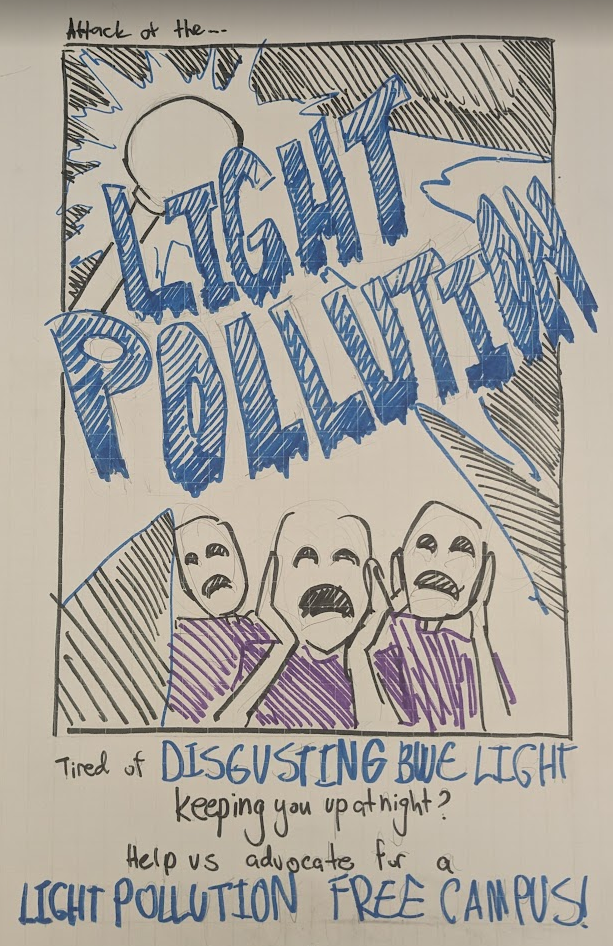 Attack of the---
LIGHT
POLLUTION
Tired of DISGUSTING BLUE LIGHT
keeping you up at night?
Help us advocate for a
LIGHT POLLUTION FREE CAMPUS!